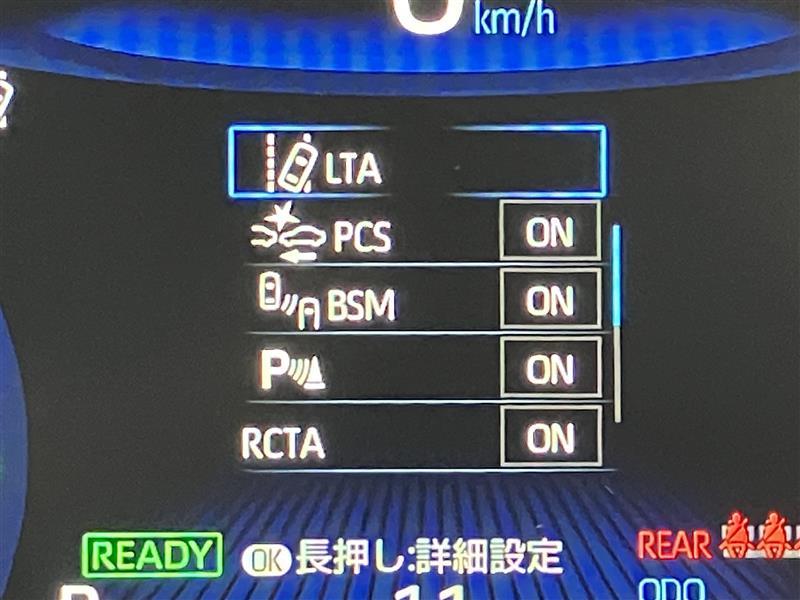 km/h
LTA
PCS ON
BSM ON
P ON
RCTA ON
READY OK 長押し:詳細設定 REAR
ODO